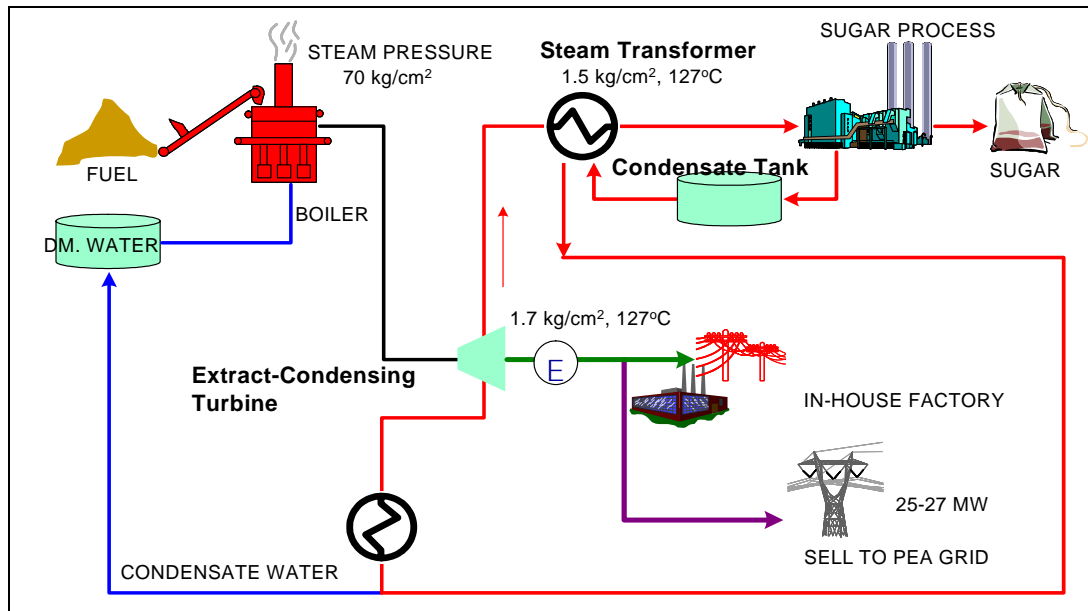 STEAM PRESSURE
70 kg/cm²
Steam Transformer
1.5 kg/cm², 127°C
SUGAR PROCESS
FUEL
Condensate Tank
SUGAR
BOILER
DM. WATER
1.7 kg/cm², 127°C
E
Extract-Condensing
Turbine
IN-HOUSE FACTORY
25-27 MW
SELL TO PEA GRID
CONDENSATE WATER